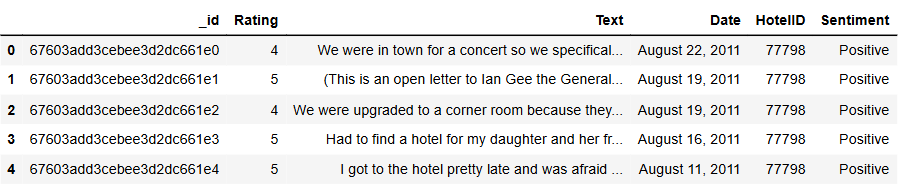 _id Rating Text Date HotelID Sentiment
0 67603add3cebee3d2dc661e0 4 We were in town for a concert so we specifical... August 22, 2011 77798 Positive
1 67603add3cebee3d2dc661e1 5 (This is an open letter to Ian Gee the General... August 19, 2011 77798 Positive
2 67603add3cebee3d2dc661e2 4 We were upgraded to a corner room because they... August 19, 2011 77798 Positive
3 67603add3cebee3d2dc661e3 5 Had to find a hotel for my daughter and her fr... August 16, 2011 77798 Positive
4 67603add3cebee3d2dc661e4 5 I got to the hotel pretty late and was afraid ... August 11, 2011 77798 Positive